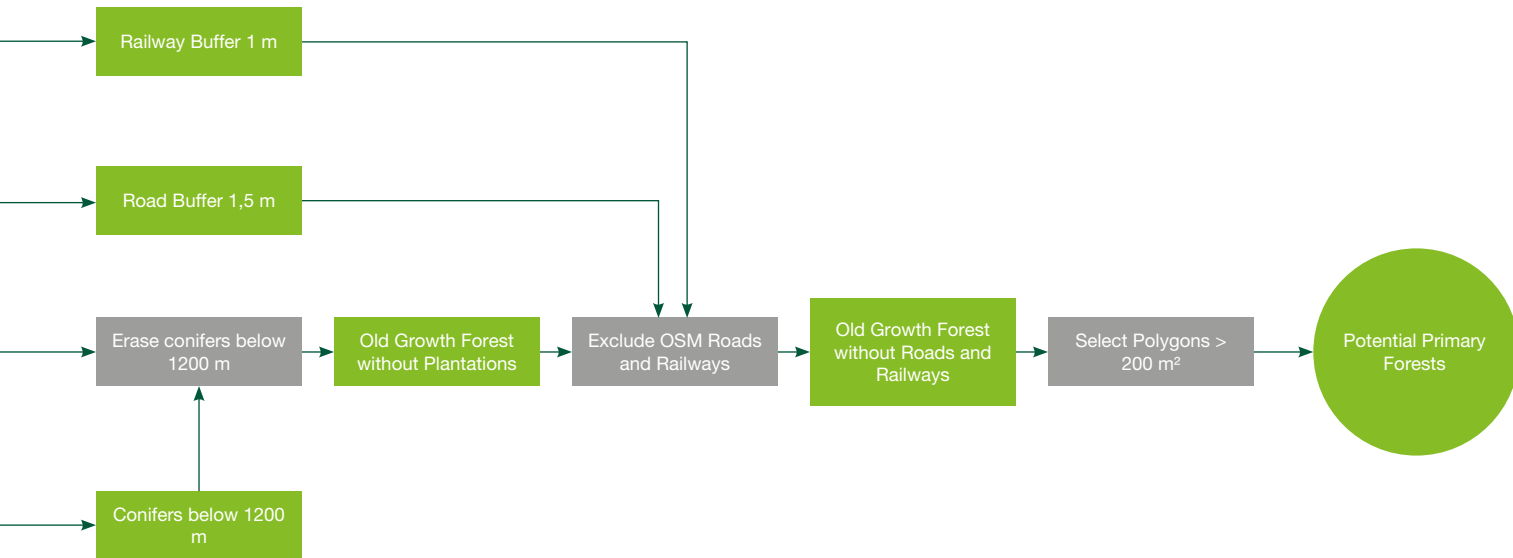 Railway Buffer 1 m
Road Buffer 1,5 m
Erase conifers below
1200 m
Old Growth Forest
without Plantations
Exclude OSM Roads
and Railways
Old Growth Forest
without Roads and
Railways
Select Polygons >
200 m²
Potential Primary
Forests
Conifers below 1200
m